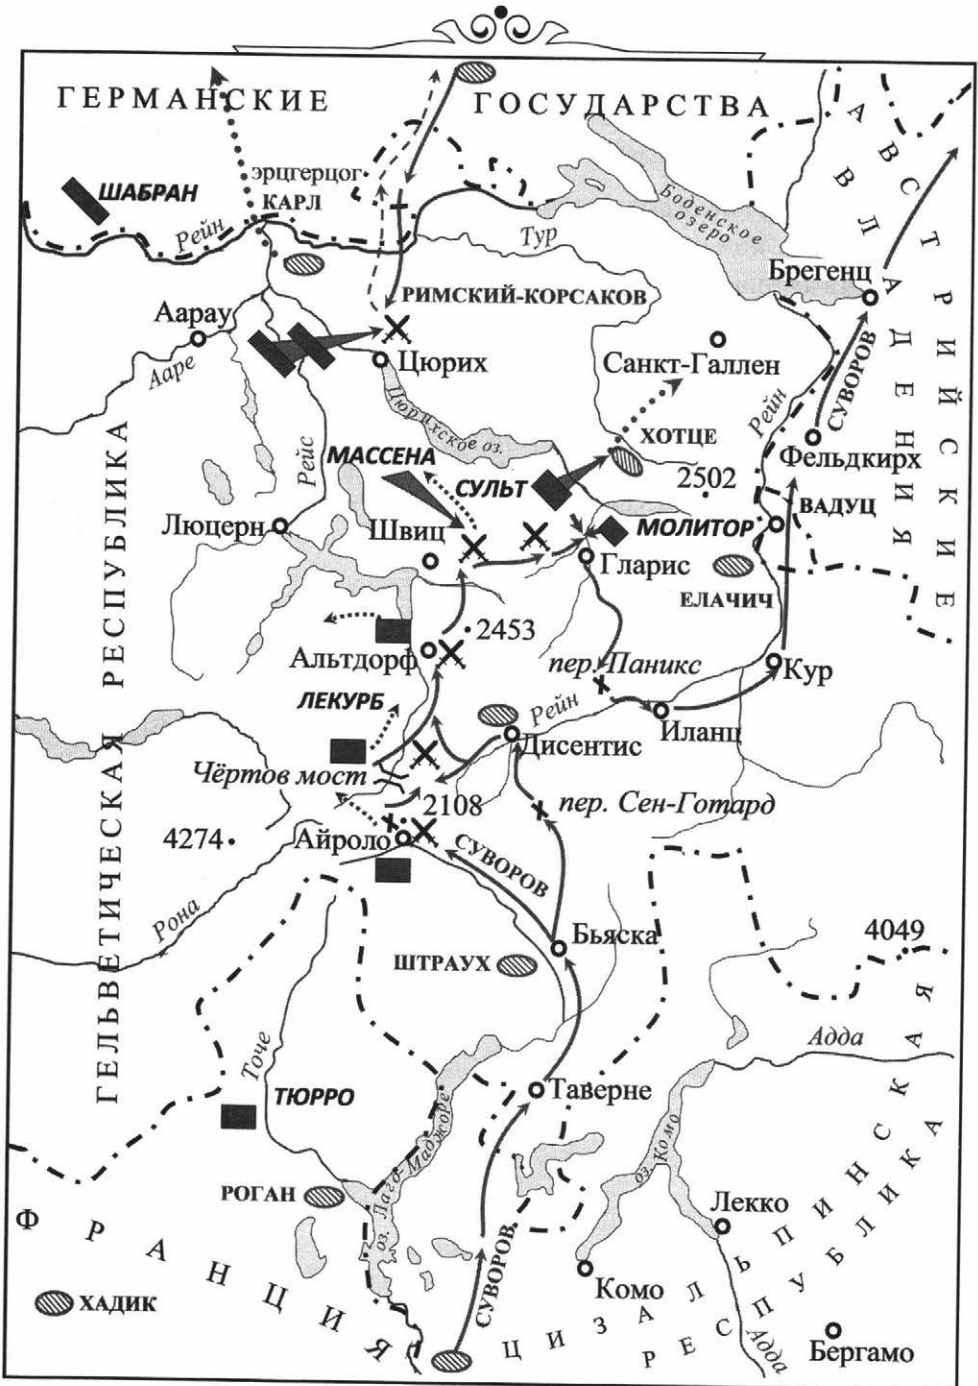 ГЕРМАНСКИЕ
ГОСУДАРСТВА
АВСТРИЙСКИЕ
ВЛАДЕНИЯ
ШАБРАН
эрцгерцог
КАРЛ
Рейн
Тур
Боденское
озеро
Брегенц
РИМСКИЙ-КОРСАКОВ
Аарау
Ааре
Цюрих
Санкт-Галлен
СУВОРОВ
Рейн
Цюрихское оз.
Рейс
МАССЕНА
ХОТЦЕ
Фельдкирх
СУЛЬТ
2502
ВАДУЦ
Люцерн
Швиц
МОЛИТОР
Гларис
ЕЛАЧИЧ
2453
Альтдорф
пер. Паникс
Кур
ЛЕКУРБ
Рейн
Иланц
Дисентис
Чёртов мост
2108
пер. Сен-Готард
4274
Айроло
СУВОРОВ
ГЕЛЬВЕТИЧЕСКАЯ РЕСПУБЛИКА
Рона
Бьяска
4049
ШТРАУХ
Точе
Адда
Таверне
ТЮРРО
оз. Лаго-Маджоре
оз. Комо
РОГАН
Лекко
СУВОРОВ
Комо
ФРАНЦИЯ
ХАДИК
ЦИЗАЛЬПИНСКАЯ
РЕСПУБЛИКА
Адда
Бергамо